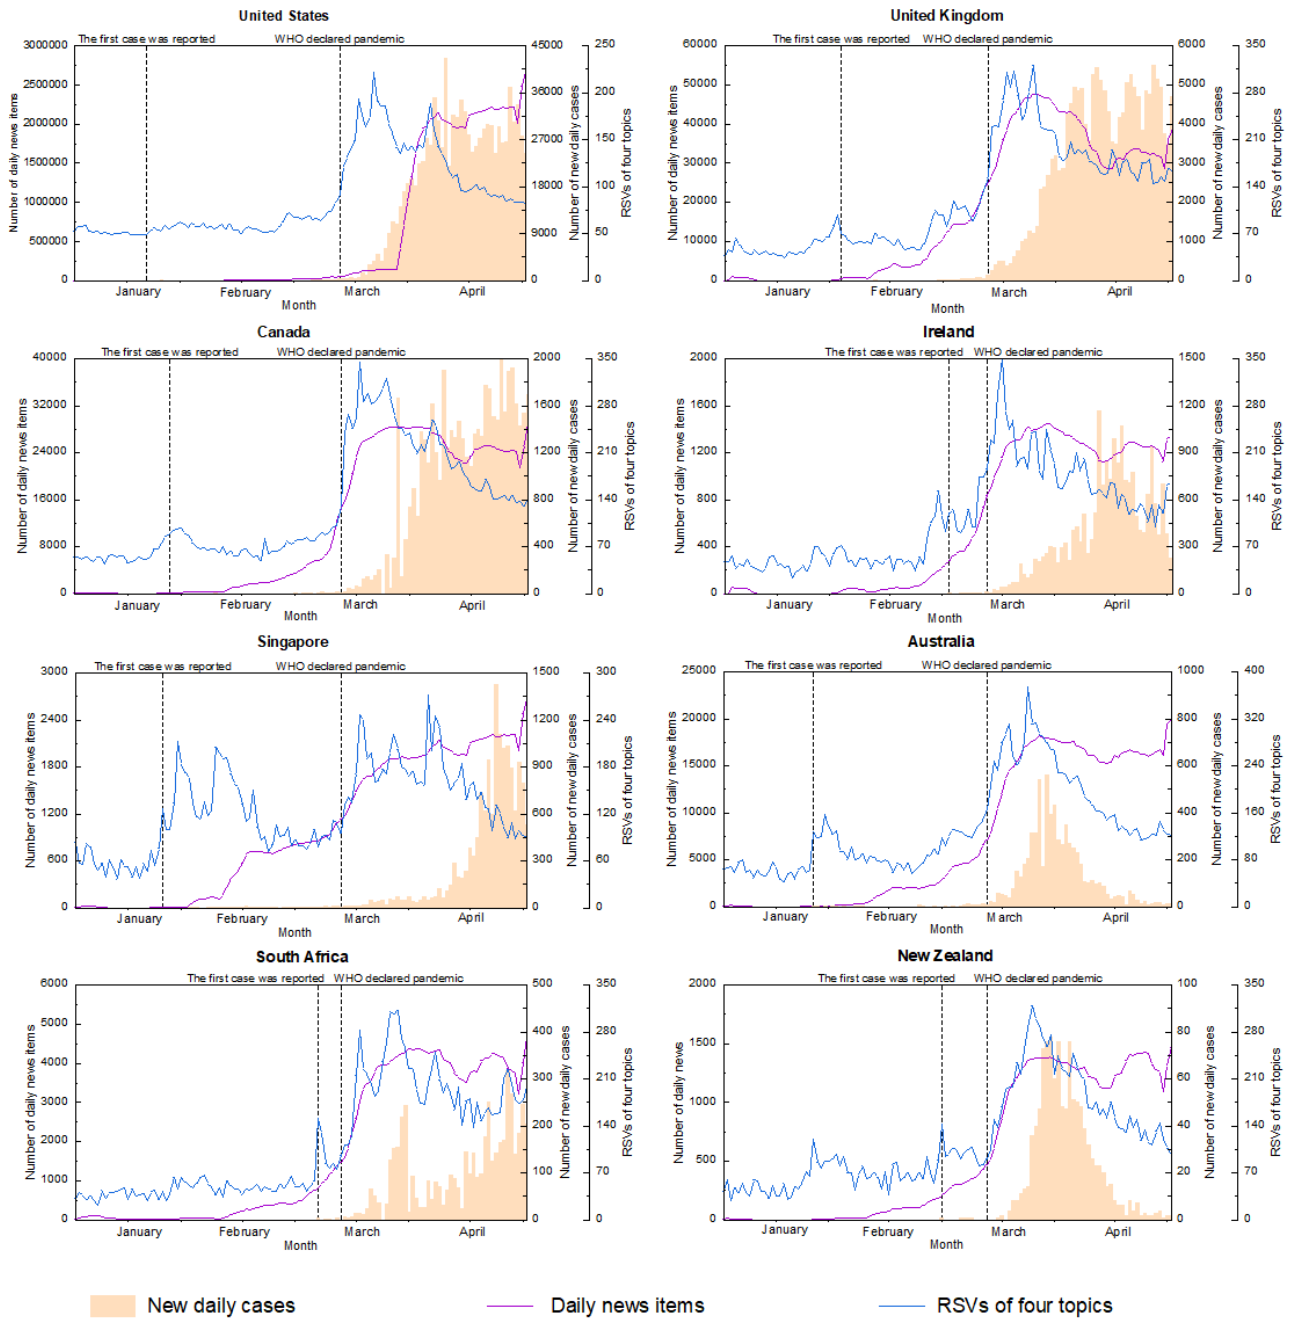 United States
The first case was reported
WHO declared pandemic
Number of daily news items
3000000
2500000
2000000
1500000
1000000
500000
0
45000
36000
27000
18000
9000
0
Number of new daily cases
250
200
150
100
50
0
RSVs of four topics
January
February
March
April
Month
United Kingdom
The first case was reported
WHO declared pandemic
Number of daily news items
60000
50000
40000
30000
20000
10000
0
6000
5000
4000
3000
2000
1000
0
Number of new daily cases
350
280
210
140
70
0
RSVs of four topics
January
February
March
April
Month
Canada
The first case was reported
WHO declared pandemic
Number of daily news items
40000
32000
24000
16000
8000
0
2000
1600
1200
800
400
0
Number of new daily cases
350
280
210
140
70
0
RSVs of four topics
January
February
March
April
Month
Ireland
The first case was reported
WHO declared pandemic
Number of daily news items
2000
1600
1200
800
400
0
1500
1200
900
600
300
0
Number of new daily cases
350
280
210
140
70
0
RSVs of four topics
January
February
March
April
Month
Singapore
The first case was reported
WHO declared pandemic
Number of daily news items
3000
2400
1800
1200
600
0
1500
1200
900
600
300
0
Number of new daily cases
300
240
180
120
60
0
RSVs of four topics
January
February
March
April
Month
Australia
The first case was reported
WHO declared pandemic
Number of daily news items
25000
20000
15000
10000
5000
0
1000
800
600
400
200
0
Number of new daily cases
400
320
240
160
80
0
RSVs of four topics
January
February
March
April
Month
South Africa
The first case was reported
WHO declared pandemic
Number of daily news items
6000
5000
4000
3000
2000
1000
0
500
400
300
200
100
0
Number of new daily cases
350
280
210
140
70
0
RSVs of four topics
January
February
March
April
Month
New Zealand
The first case was reported
WHO declared pandemic
Number of daily news
2000
1500
1000
500
0
100
80
60
40
20
0
Number of new daily cases
350
280
210
140
70
0
RSVs of four topics
January
February
March
April
Month
New daily cases
Daily news items
RSVs of four topics